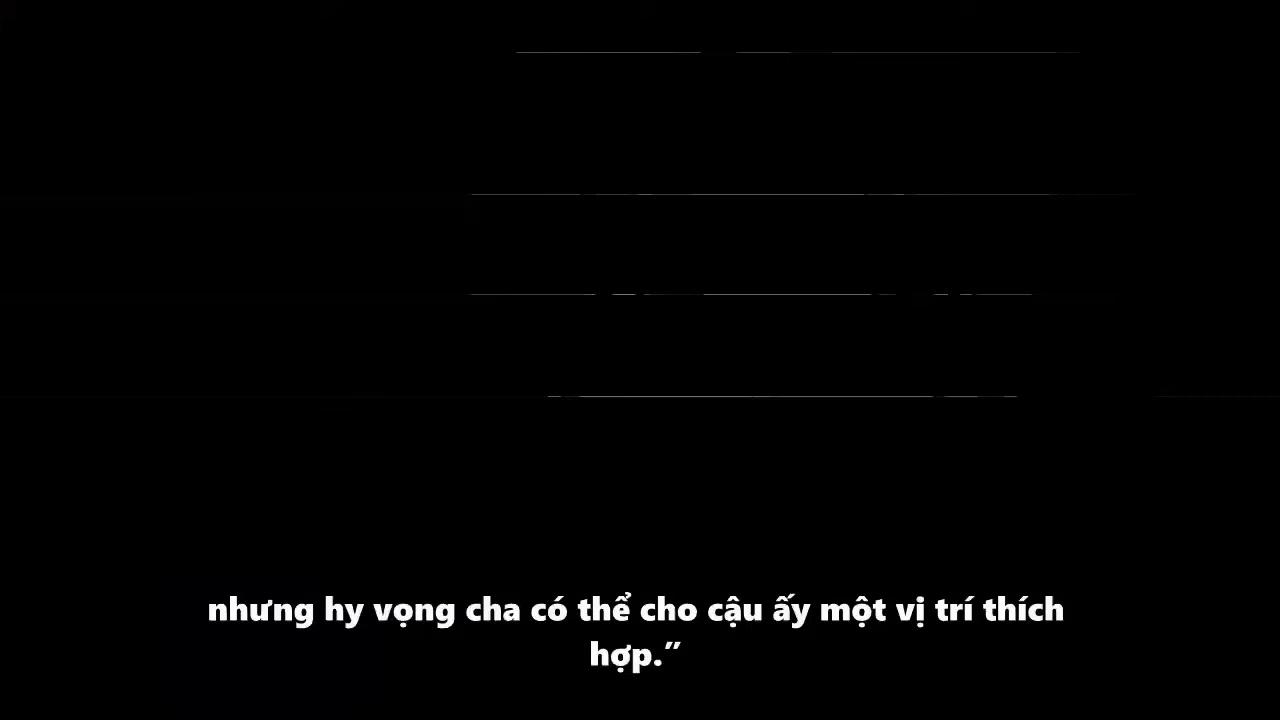 nhưng hy vọng cha có thể cho cậu ấy một vị trí thích
hợp.”